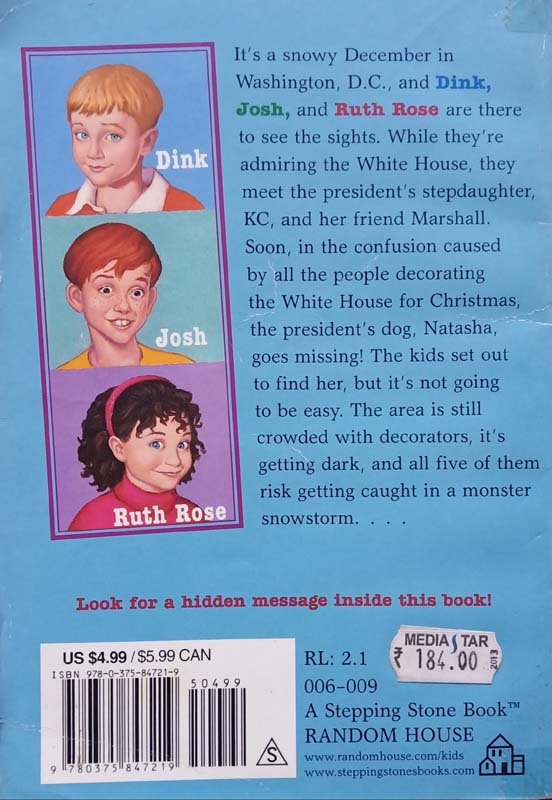 Dink
Josh
Ruth Rose
It's a snowy December in
Washington, D.C., and Dink,
Josh, and Ruth Rose are there
to see the sights. While they're
admiring the White House, they
meet the president's stepdaughter,
KC, and her friend Marshall.
Soon, in the confusion caused
by all the people decorating
the White House for Christmas,
the president's dog, Natasha,
goes missing! The kids set out
to find her, but it's not going
to be easy. The area is still
crowded with decorators, it's
getting dark, and all five of them
risk getting caught in a monster
snowstorm. . . .
Look for a hidden message inside this book!
US $4.99 / $5.99 CAN
ISBN 978-0-375-84721-9
50499
9 780375 847219
S
RL: 2.1
006–009
A Stepping Stone Book™
RANDOM HOUSE
www.randomhouse.com/kids
www.steppingstonesbooks.com
MEDIA STAR
₹ 184.00
2013